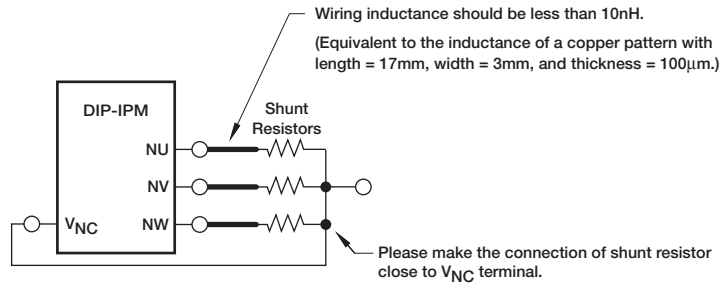 Wiring inductance should be less than 10nH.
(Equivalent to the inductance of a copper pattern with
length = 17mm, width = 3mm, and thickness = 100μm.)
DIP-IPM
Shunt
Resistors
NU
NV
NW
VNC
Please make the connection of shunt resistor
close to VNC terminal.